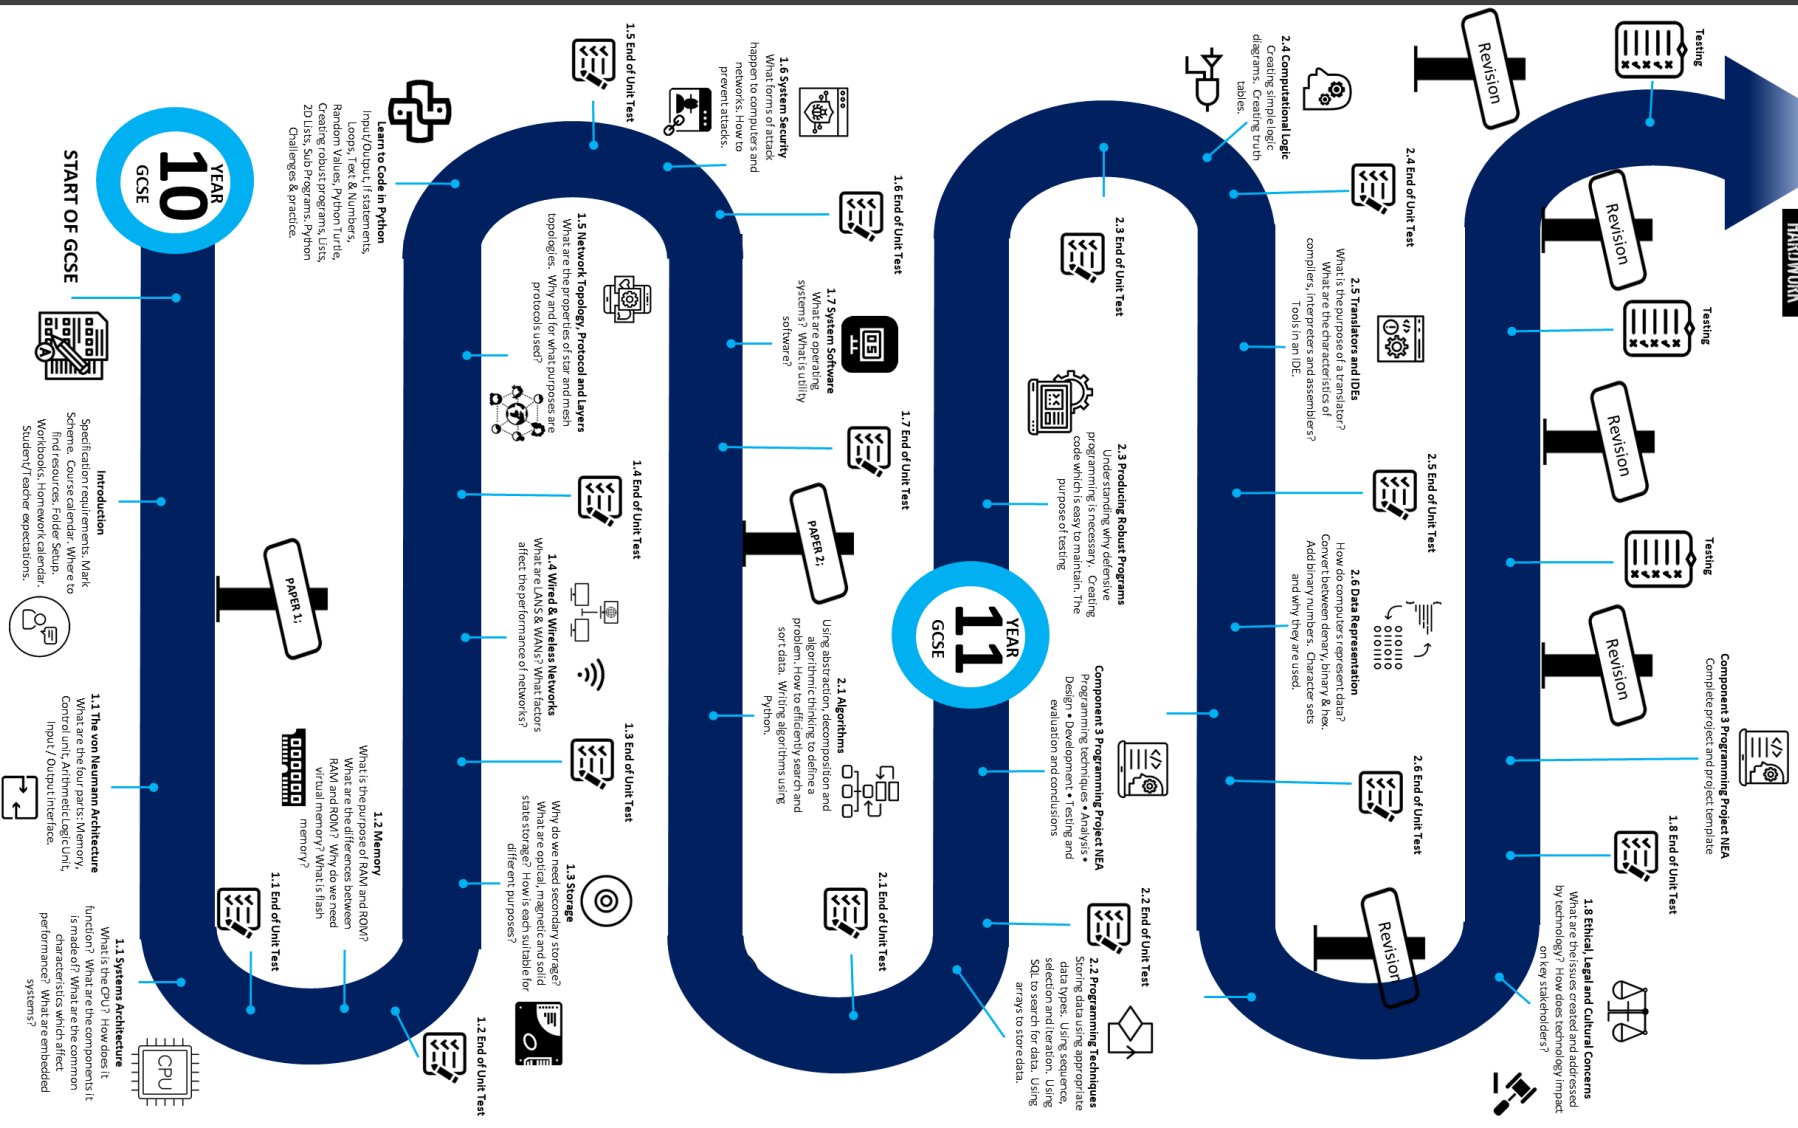 YEAR
10
GCSE
START OF GCSE
Introduction
Specification requirements. Mark
Scheme. Course calendar. Where to
find resources. Folder Setup.
Workbooks. Homework calendar.
Student/Teacher expectations.
PAPER 1;
1.1 The von Neumann Architecture
What are the four parts: Memory,
Control unit, Arithmetic Logic Unit,
Input / Output interface.
1.1 Systems Architecture
What is the CPU? How does it
function? What are the components it
is made of? What are the common
characteristics which affect
performance? What are embedded
systems?
CPU
1.1 End of Unit Test
1.2 Memory
What is the purpose of RAM and ROM?
What are the differences between
RAM and ROM? Why do we need
virtual memory? What is flash
memory?
1.2 End of Unit Test
1.3 Storage
Why do we need secondary storage?
What are optical, magnetic and solid
state storage? How is each suitable for
different purposes?
1.3 End of Unit Test
1.4 Wired & Wireless Networks
What are LANS & WANs? What factors
affect the performance of networks?
1.4 End of Unit Test
1.5 Network Topology, Protocol and Layers
What are the properties of star and mesh
topologies. Why and for what purposes are
protocols used?
Learn to Code in Python
Input/Output, If statements,
Loops, Text & Numbers,
Random Values, Python Turtle,
Creating robust programs, Lists,
2D Lists, Sub Programs. Python
Challenges & practice.
1.5 End of Unit Test
1.6 System Security
What forms of attack
happen to computers and
networks. How to
prevent attacks.
1.6 End of Unit Test
1.7 System Software
What are operating
systems? What is utility
software?
OS
1.7 End of Unit Test
PAPER 2;
2.1 Algorithms
Using abstraction, decomposition and
algorithmic thinking to define a
problem. How to efficiently search and
sort data. Writing algorithms using
Python.
2.1 End of Unit Test
2.2 Programming Techniques
Storing data using appropriate
data types. Using sequence,
selection and iteration. Using
SQL to search for data. Using
arrays to store data.
2.2 End of Unit Test
Component 3 Programming Project NEA
Programming techniques • Analysis •
Design • Development • Testing and
evaluation and conclusions
YEAR
11
GCSE
2.3 Producing Robust Programs
Understanding why defensive
programming is necessary. Creating
code which is easy to maintain. The
purpose of testing
2.3 End of Unit Test
2.4 Computational Logic
Creating simple logic
diagrams. Creating truth
tables.
2.4 End of Unit Test
2.5 Translators and IDEs
What is the purpose of a translator?
What are the characteristics of
compilers, interpreters and assemblers?
Tools in an IDE.
2.5 End of Unit Test
2.6 Data Representation
How do computers represent data?
Convert between denary, binary & hex.
Add binary numbers. Character sets
and why they are used.
010110
010110
010110
2.6 End of Unit Test
Revision
1.8 Ethical, Legal and Cultural Concerns
What are the issues created and addressed
by technology? How does technology impact
on key stakeholders?
1.8 End of Unit Test
Component 3 Programming Project NEA
Complete project and project template
Revision
Testing
Revision
Testing
Revision
Revision
Testing
HARDWORK